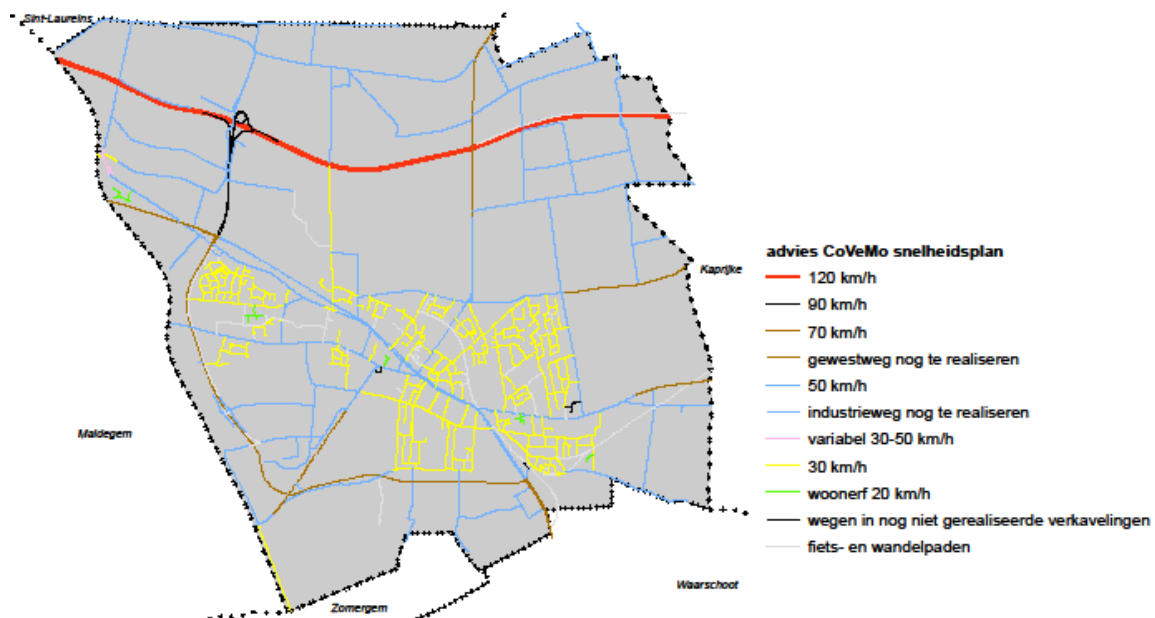 Sint-Laureins
advies CoVeMo snelheidsplan
Kaprijke
120 km/h
90 km/h
70 km/h
gewestweg nog te realiseren
50 km/h
industrieweg nog te realiseren
Maldegem
variabel 30-50 km/h
30 km/h
woonerf 20 km/h
wegen in nog niet gerealiseerde verkavelingen
fiets- en wandelpaden
Waarschoot
Zomergem